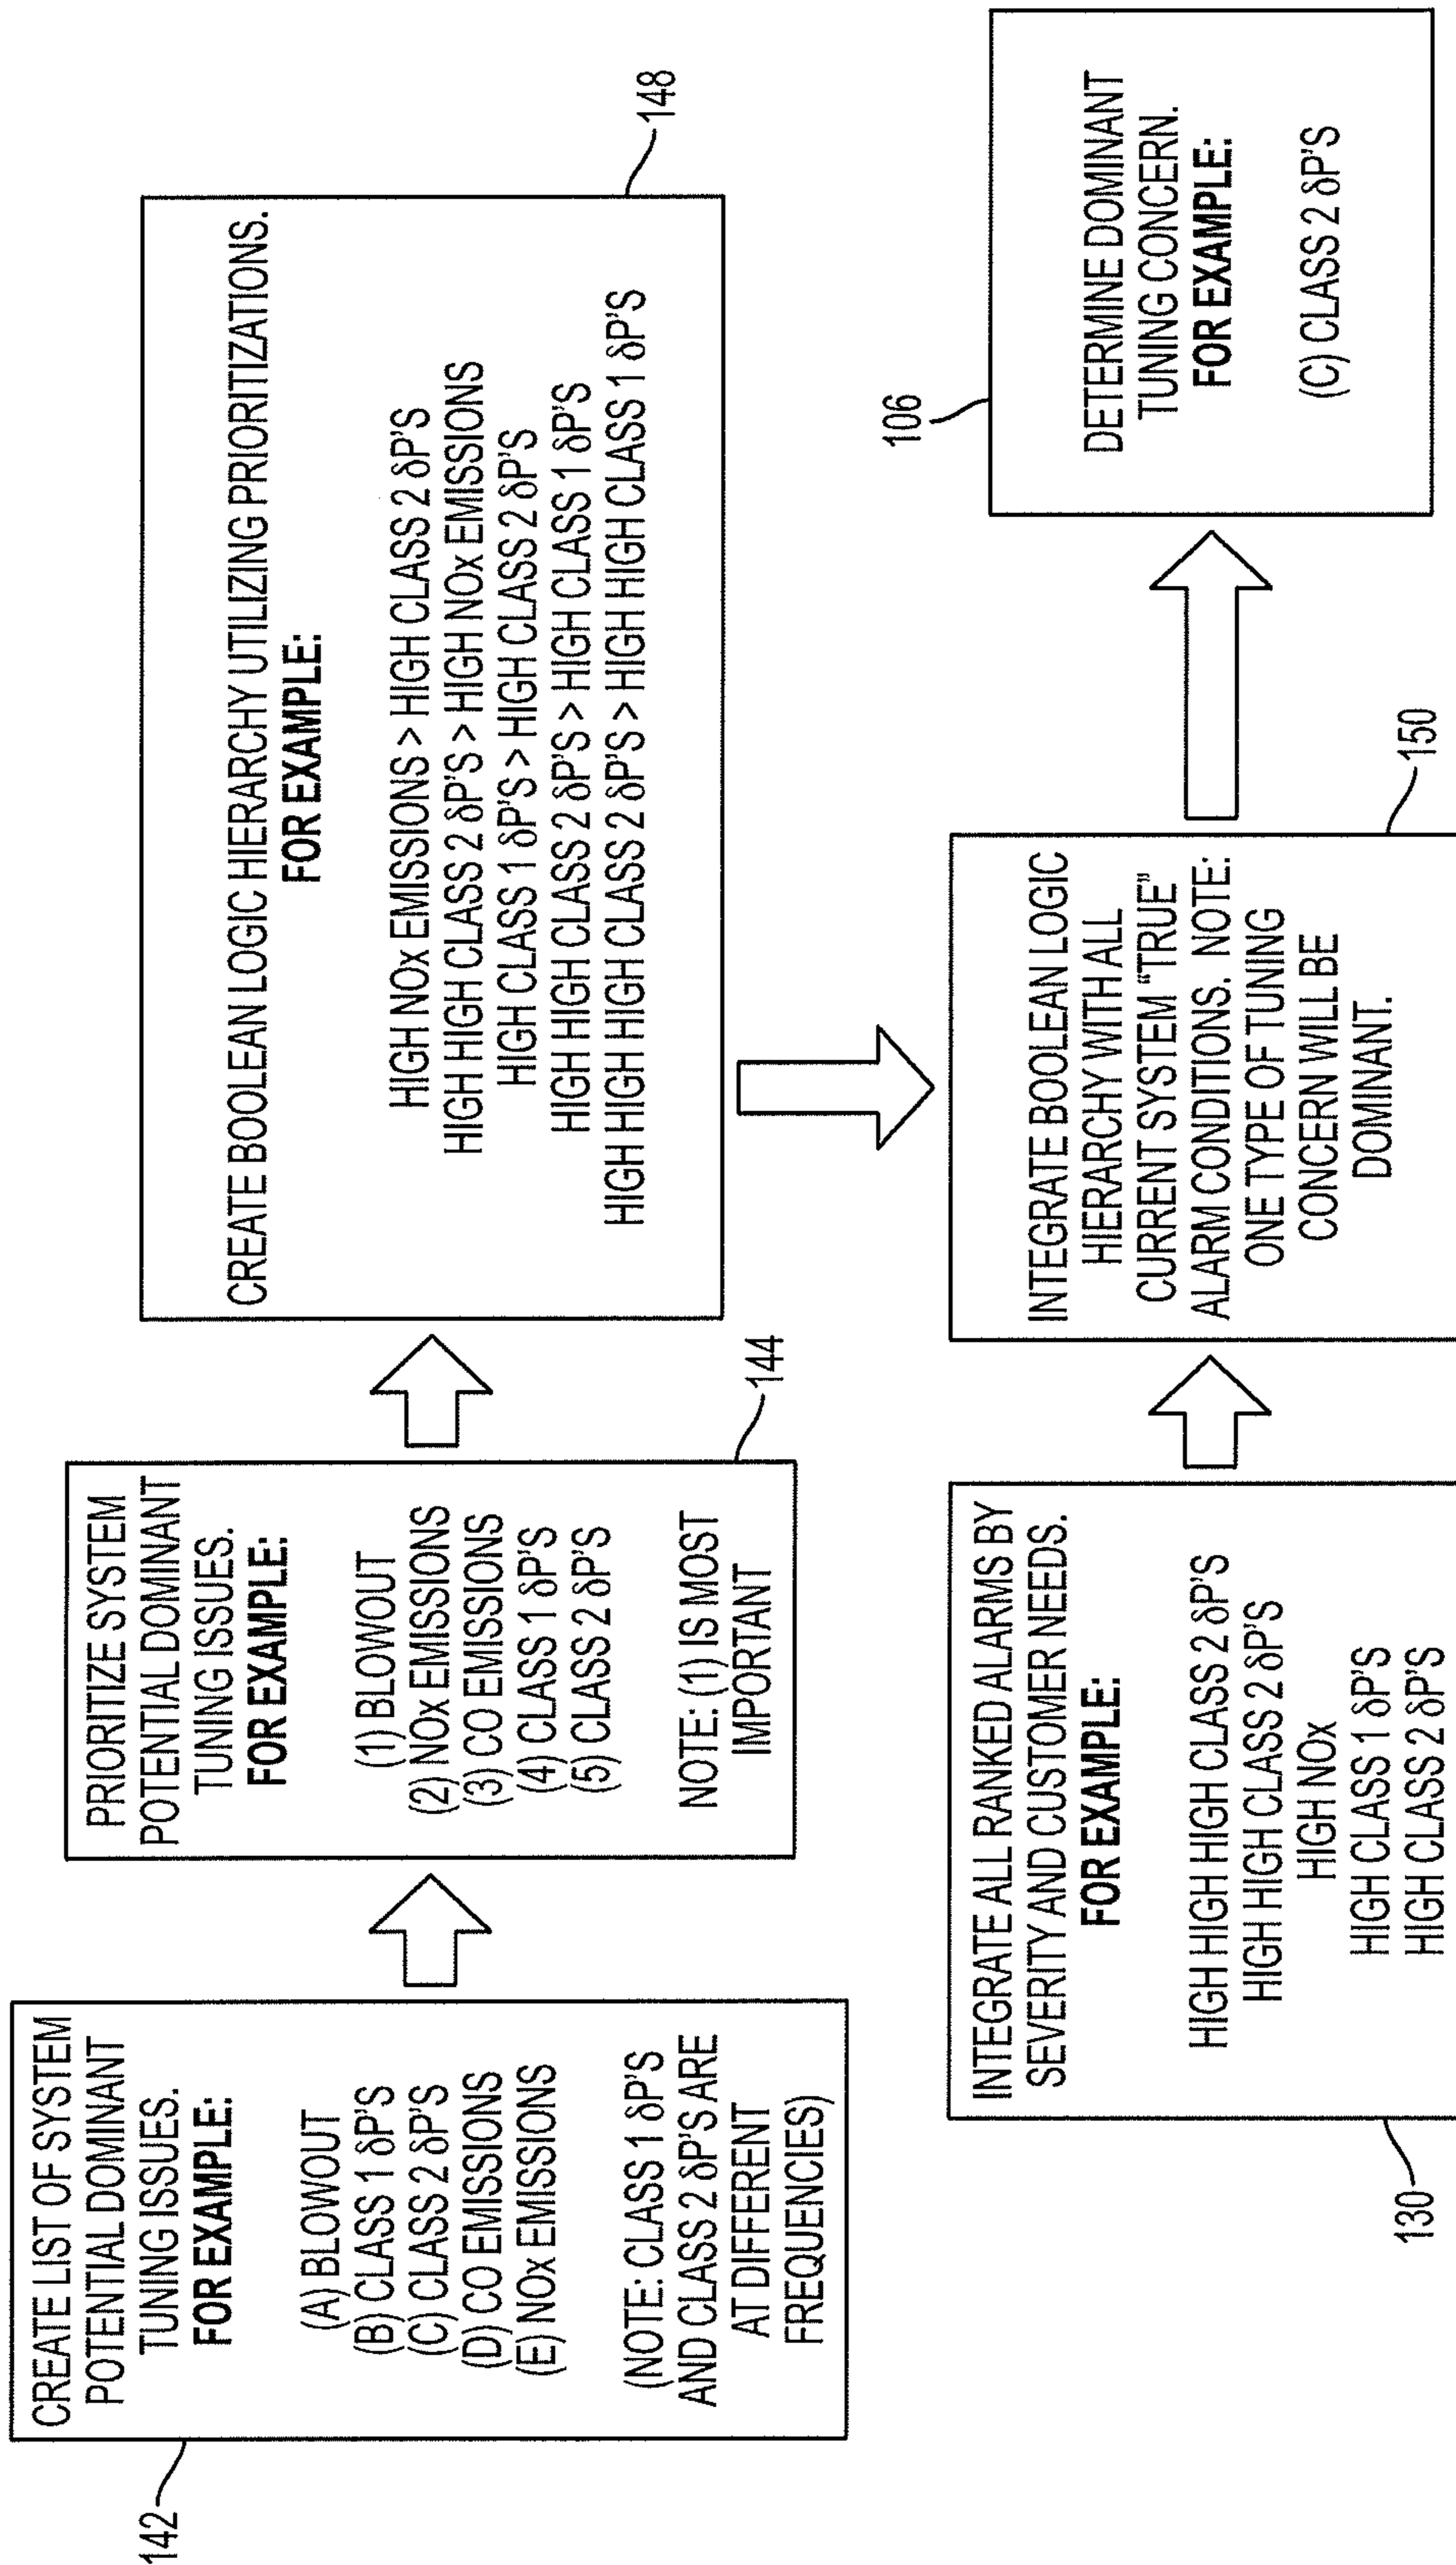 CREATE LIST OF SYSTEM
POTENTIAL DOMINANT
TUNING ISSUES.
FOR EXAMPLE:
(A) BLOWOUT
(B) CLASS 1 δP'S
(C) CLASS 2 δP'S
(D) CO EMISSIONS
(E) NOx EMISSIONS
(NOTE: CLASS 1 δP'S
AND CLASS 2 δP'S ARE
AT DIFFERENT
FREQUENCIES)
142
PRIORITIZE SYSTEM
POTENTIAL DOMINANT
TUNING ISSUES.
FOR EXAMPLE:
(1) BLOWOUT
(2) NOx EMISSIONS
(3) CO EMISSIONS
(4) CLASS 1 δP'S
(5) CLASS 2 δP'S
NOTE: (1) IS MOST
IMPORTANT
144
CREATE BOOLEAN LOGIC HIERARCHY UTILIZING PRIORITIZATIONS.
FOR EXAMPLE:
HIGH NOx EMISSIONS > HIGH CLASS 2 δP'S
HIGH HIGH CLASS 2 δP'S > HIGH NOx EMISSIONS
HIGH CLASS 1 δP'S > HIGH CLASS 2 δP'S
HIGH HIGH CLASS 2 δP'S > HIGH CLASS 1 δP'S
HIGH HIGH HIGH CLASS 2 δP'S > HIGH HIGH CLASS 1 δP'S
148
INTEGRATE ALL RANKED ALARMS BY
SEVERITY AND CUSTOMER NEEDS.
FOR EXAMPLE:
HIGH HIGH HIGH CLASS 2 δP'S
HIGH HIGH CLASS 2 δP'S
HIGH NOx
HIGH CLASS 1 δP'S
HIGH CLASS 2 δP'S
130
INTEGRATE BOOLEAN LOGIC
HIERARCHY WITH ALL
CURRENT SYSTEM “TRUE”
ALARM CONDITIONS. NOTE:
ONE TYPE OF TUNING
CONCERN WILL BE
DOMINANT.
150
106
DETERMINE DOMINANT
TUNING CONCERN.
FOR EXAMPLE:
(C) CLASS 2 δP'S